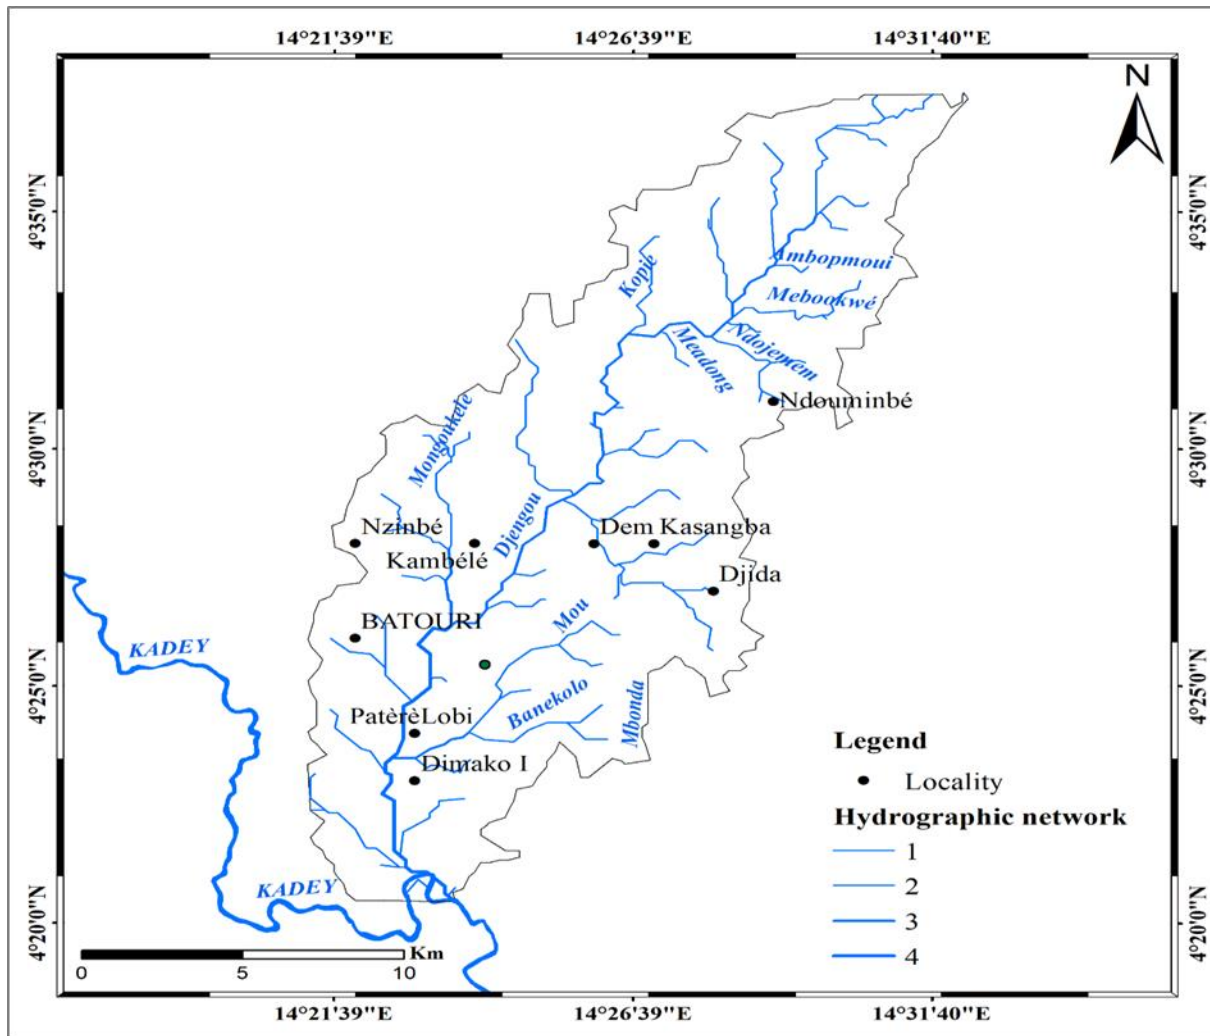 14°21'39"E 14°26'39"E 14°31'40"E
N
4°35'0"N
4°35'0"N
Ambopmoui
Kopie
Mebookwé
Ndojemem
Meadong
Ndouminbé
Mongoukele
4°30'0"N
4°30'0"N
Djengou
Nzinbé
Dem Kasangba
Kambélé
Djida
BATOURI
Mou
KADEY
4°25'0"N
4°25'0"N
Banekolo
Mbonda
PatèrèLobi
Dimako I
Legend
Locality
Hydrographic network
1
2
3
4
KADEY
4°20'0"N
4°20'0"N
Km
0 5 10
14°21'39"E 14°26'39"E 14°31'40"E